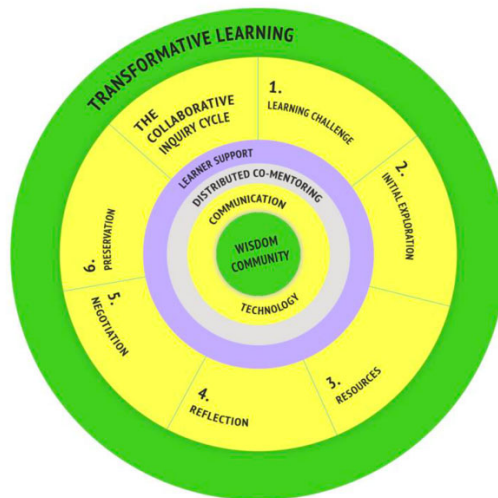 TRANSFORMATIVE LEARNING
THE
COLLABORATIVE
INQUIRY CYCLE
1.
LEARNING CHALLENGE
2.
INITIAL EXPLORATION
3.
RESOURCES
4.
REFLECTION
5.
NEGOTIATION
6.
PRESERVATION
LEARNER SUPPORT
DISTRIBUTED CO-MENTORING
COMMUNICATION
WISDOM
COMMUNITY
TECHNOLOGY